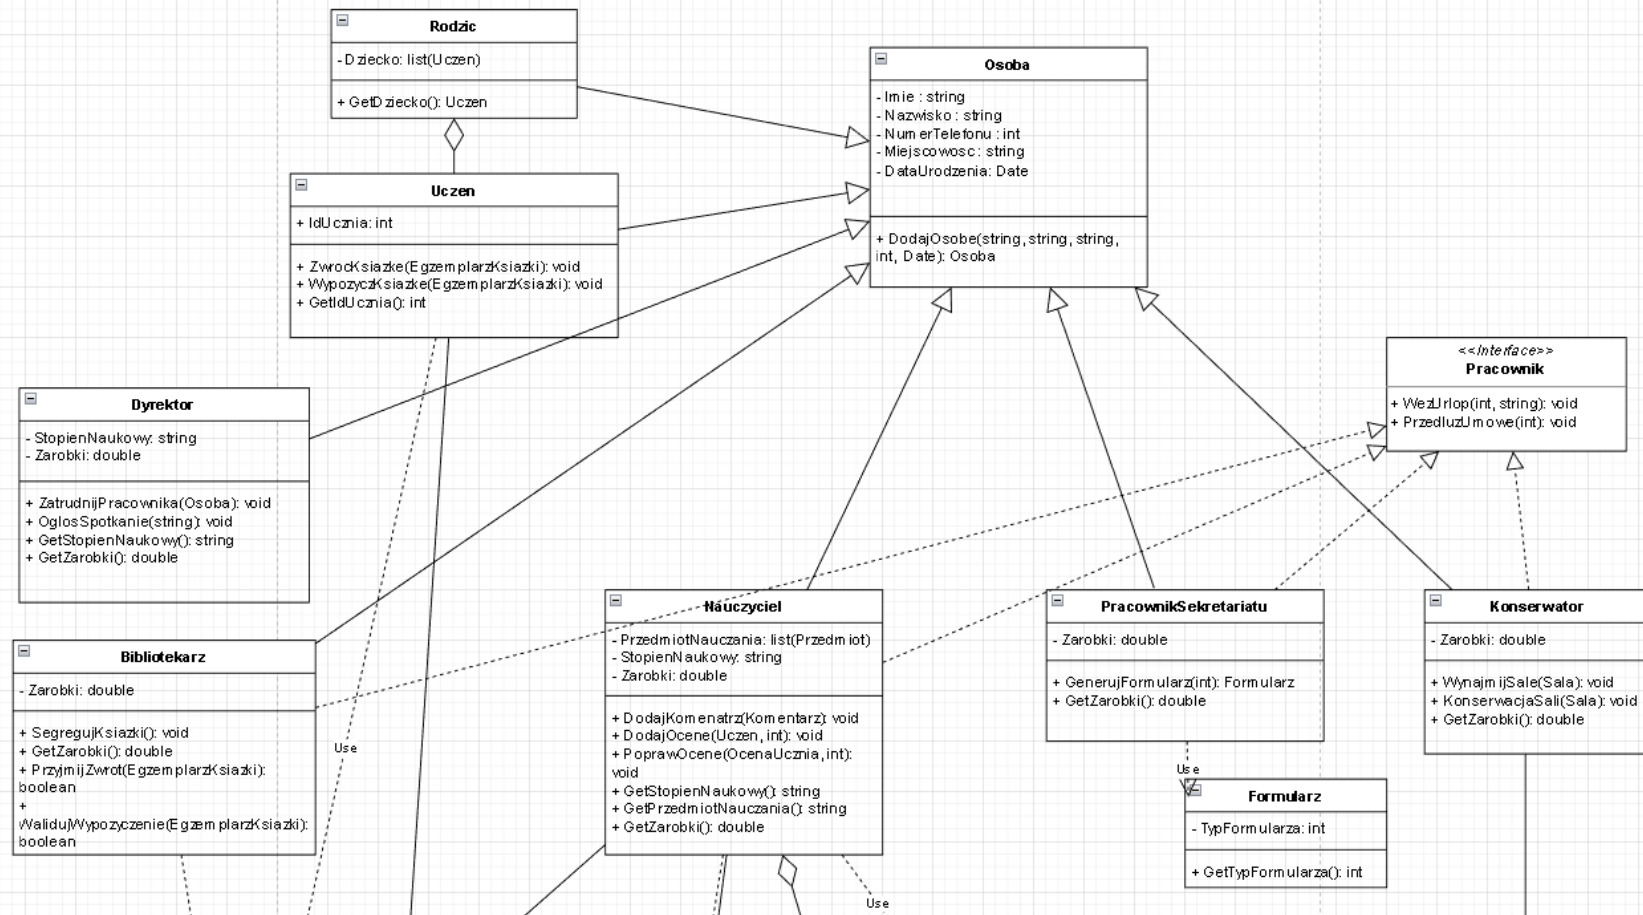 Rodzic
- Dziecko: list(Uczen)
+ GetDziecko(): Uczen
Osoba
- Imie : string
- Nazwisko : string
- NumerTelefonu : int
- Miejscowosc : string
- DataUrodzenia: Date
+ DodajOsobe(string, string, string,
int, Date): Osoba
Uczen
+ IdUcznia: int
+ ZwrocKsiazke(EgzemplarzKsiazki): void
+ WypozyczKsiazke(EgzemplarzKsiazki): void
+ GetIdUcznia(): int
<<Interface>>
Pracownik
+ WezUrlop(int, string): void
+ PrzedluzUmowe(int): void
Dyrektor
- StopienNaukowy: string
- Zarobki: double
+ ZatrudnijPracownika(Osoba): void
+ OglosSpotkanie(string): void
+ GetStopienNaukowy(): string
+ GetZarobki(): double
Bibliotekarz
- Zarobki: double
+ SegregujKsiazki(): void
+ GetZarobki(): double
+ PrzyjmijZwrot(EgzemplarzKsiazki):
boolean
+
WalidujWypozyczenie(EgzemplarzKsiazki):
boolean
Use
Nauczyciel
- PrzedmiotNauczania: list(Przedmiot)
- StopienNaukowy: string
- Zarobki: double
+ DodajKomenatrz(Komentarz): void
+ DodajOcene(Uczen, int): void
+ PoprawOcene(OcenaUcznia, int):
void
+ GetStopienNaukowy(): string
+ GetPrzedmiotNauczania(): string
+ GetZarobki(): double
Use
PracownikSekretariatu
- Zarobki: double
+ GenerujFormularz(int): Formularz
+ GetZarobki(): double
Use
Formularz
- TypFormularza: int
+ GetTypFormularza(): int
Konserwator
- Zarobki: double
+ WynajmijSale(Sala): void
+ KonserwacjaSali(Sala): void
+ GetZarobki(): double